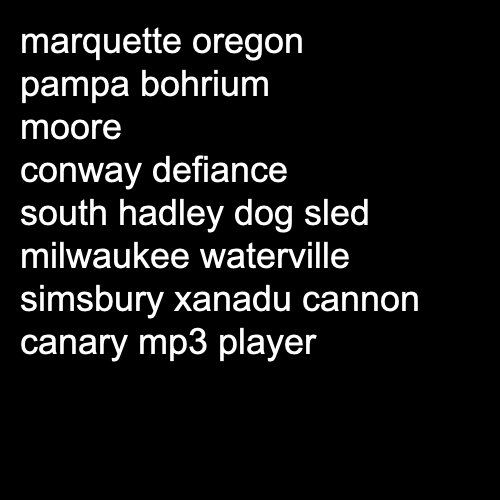 marquette oregon
pampa bohrium
moore
conway defiance
south hadley dog sled
milwaukee waterville
simsbury xanadu cannon
canary mp3 player